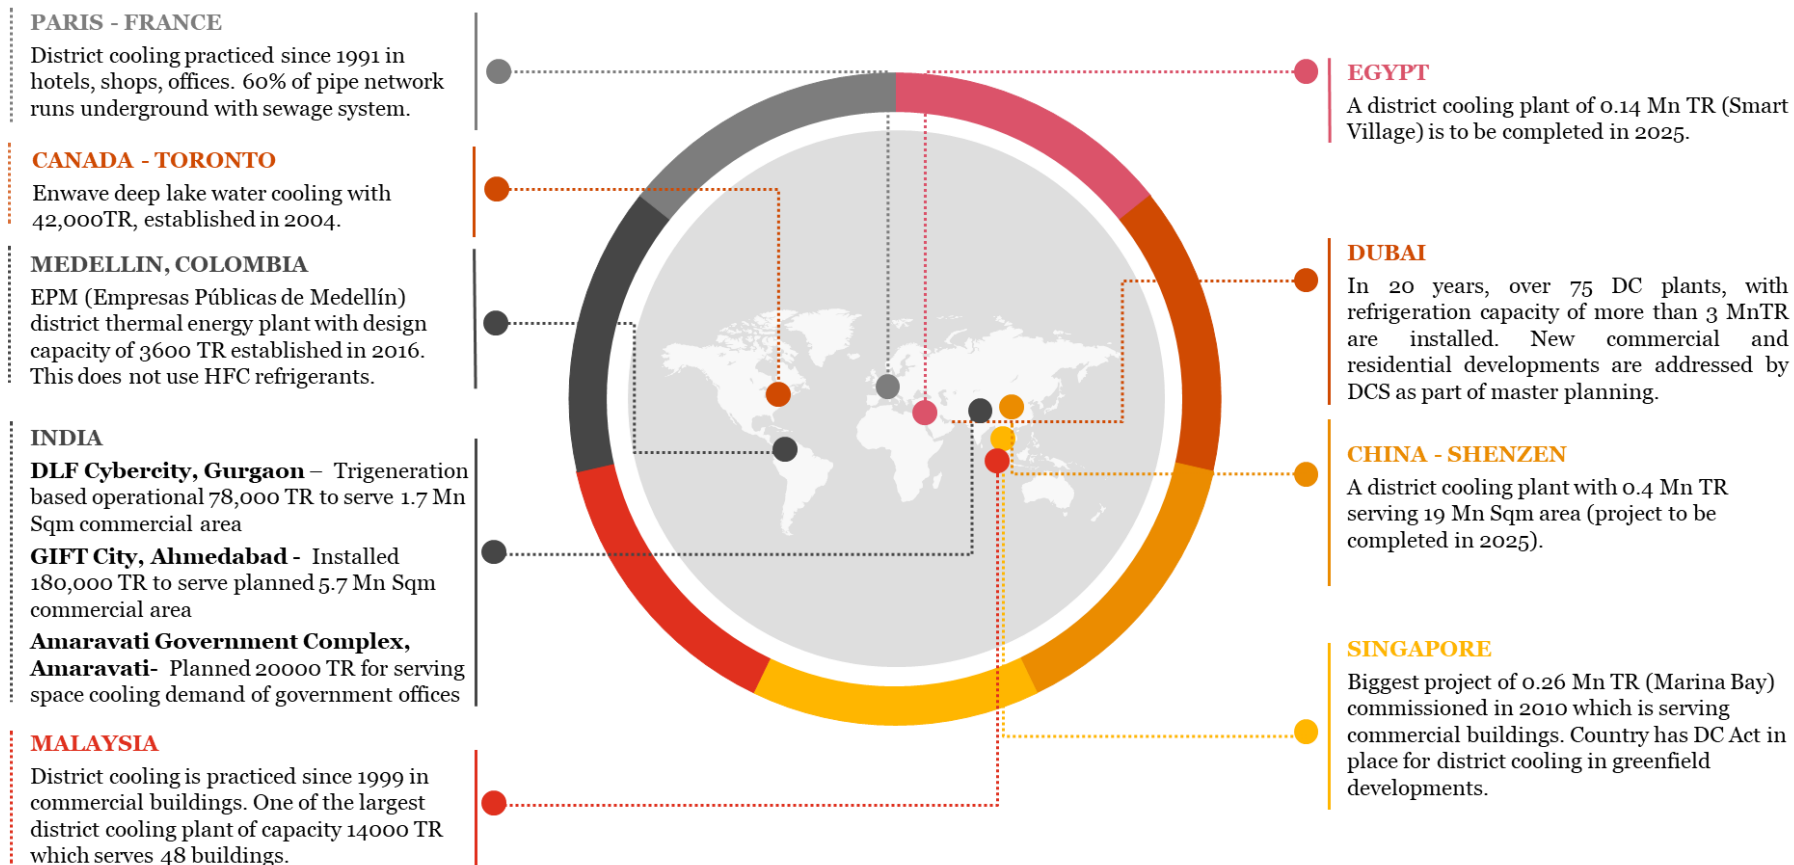 PARIS - FRANCE
District cooling practiced since 1991 in
hotels, shops, offices. 60% of pipe network
runs underground with sewage system.
CANADA - TORONTO
Enwave deep lake water cooling with
42,000TR, established in 2004.
MEDELLIN, COLOMBIA
EPM (Empresas Públicas de Medellín)
district thermal energy plant with design
capacity of 3600 TR established in 2016.
This does not use HFC refrigerants.
INDIA
DLF Cybercity, Gurgaon – Trigeneration
based operational 78,000 TR to serve 1.7 Mn
Sqm commercial area
GIFT City, Ahmedabad - Installed
180,000 TR to serve planned 5.7 Mn Sqm
commercial area
Amaravati Government Complex,
Amaravati- Planned 20000 TR for serving
space cooling demand of government offices
MALAYSIA
District cooling is practiced since 1999 in
commercial buildings. One of the largest
district cooling plant of capacity 14000 TR
which serves 48 buildings.
EGYPT
A district cooling plant of 0.14 Mn TR (Smart
Village) is to be completed in 2025.
DUBAI
In 20 years, over 75 DC plants, with
refrigeration capacity of more than 3 MnTR
are installed. New commercial and
residential developments are addressed by
DCS as part of master planning.
CHINA - SHENZEN
A district cooling plant with 0.4 Mn TR
serving 19 Mn Sqm area (project to be
completed in 2025).
SINGAPORE
Biggest project of 0.26 Mn TR (Marina Bay)
commissioned in 2010 which is serving
commercial buildings. Country has DC Act in
place for district cooling in greenfield
developments.